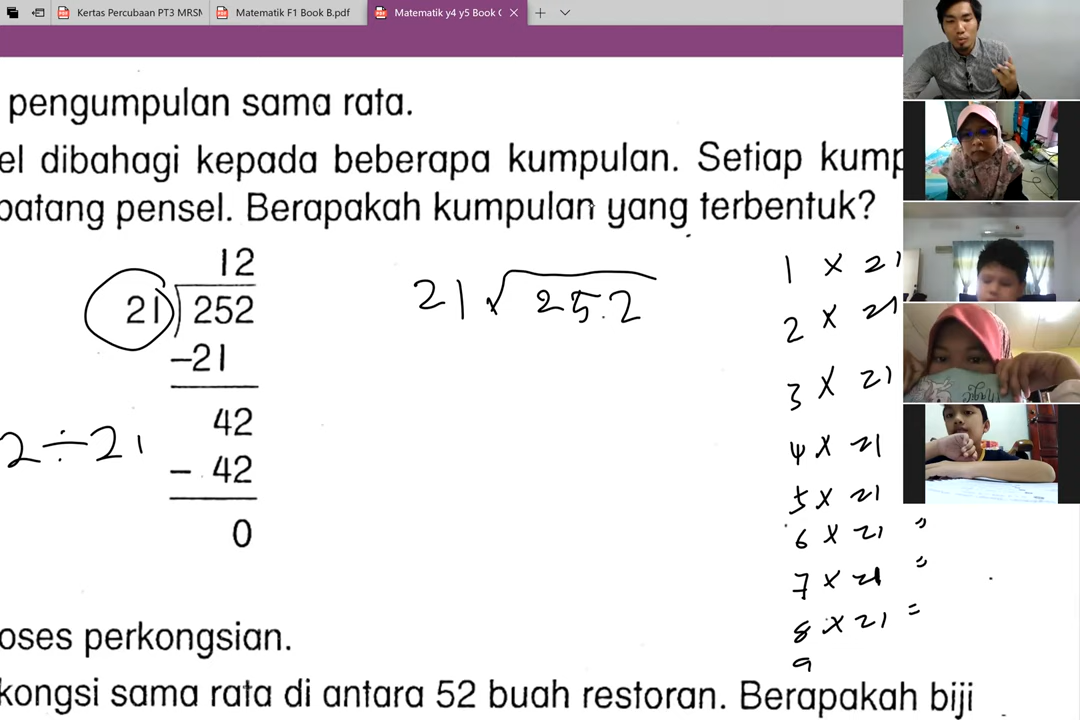 Kertas Percubaan PT3 MRSM
Matematik F1 Book B.pdf
Matematik y4 y5 Book
pengumpulan sama rata.
el dibahagi kepada beberapa kumpulan. Setiap kump
batang pensel. Berapakah kumpulan yang terbentuk?
12
21 252
-21
42
- 42
0
2 ÷ 21
21 √252
1 x 21
2 x 21
3 x 21
4 x 21
5 x 21
6 x 21 =
7 x 21 =
8 x 21 =
9
oses perkongsian.
kongsi sama rata di antara 52 buah restoran. Berapakah biji